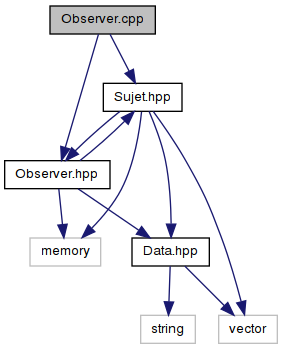 Observer.cpp
Sujet.hpp
Observer.hpp
memory
Data.hpp
string
vector